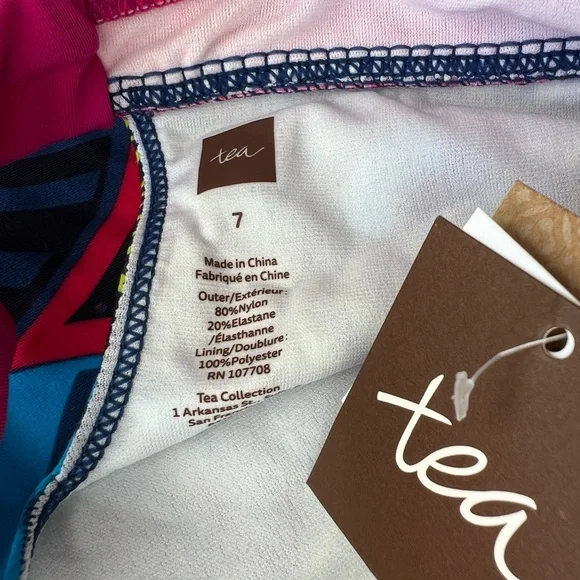 tea
7
Made in China
Fabriqué en Chine
Outer/Extérieur:
80%Nylon
20%Elastane
/Élasthanne
Lining/Doublure:
100%Polyester
RN 107708
Tea Collection
1 Arkansas
San
tea